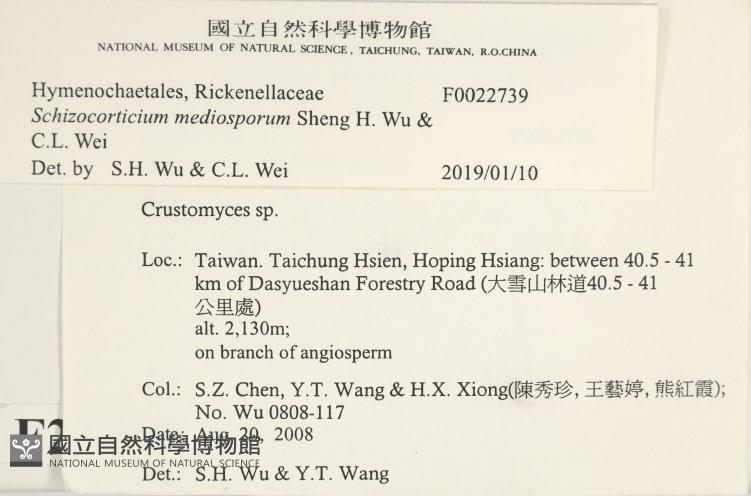 國立自然科學博物館
NATIONAL MUSEUM OF NATURAL SCIENCE, TAICHUNG, TAIWAN, R.O.CHINA
Hymenochaetales, Rickenellaceae F0022739
Schizocorticium mediosporum Sheng H. Wu &
C.L. Wei
Det. by S.H. Wu & C.L. Wei 2019/01/10
Crustomyces sp.
Loc.: Taiwan. Taichung Hsien, Hoping Hsiang: between 40.5 - 41
km of Dasyueshan Forestry Road (大雪山林道40.5 - 41
公里處)
alt. 2,130m;
on branch of angiosperm
Col.: S.Z. Chen, Y.T. Wang & H.X. Xiong(陳秀珍, 王藝婷, 熊紅霞);
No. Wu 0808-117
Date: Aug. 20, 2008
國立自然科學博物館
NATIONAL MUSEUM OF NATURAL SCIENCE
Det.: S.H. Wu & Y.T. Wang